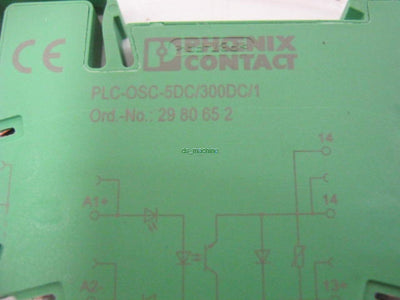 CE
PHOENIX
CONTACT
PLC-OSC-5DC/300DC/1
Ord.-No.: 29 80 65 2
ds_machino
14
A1+
14
A2-
13+